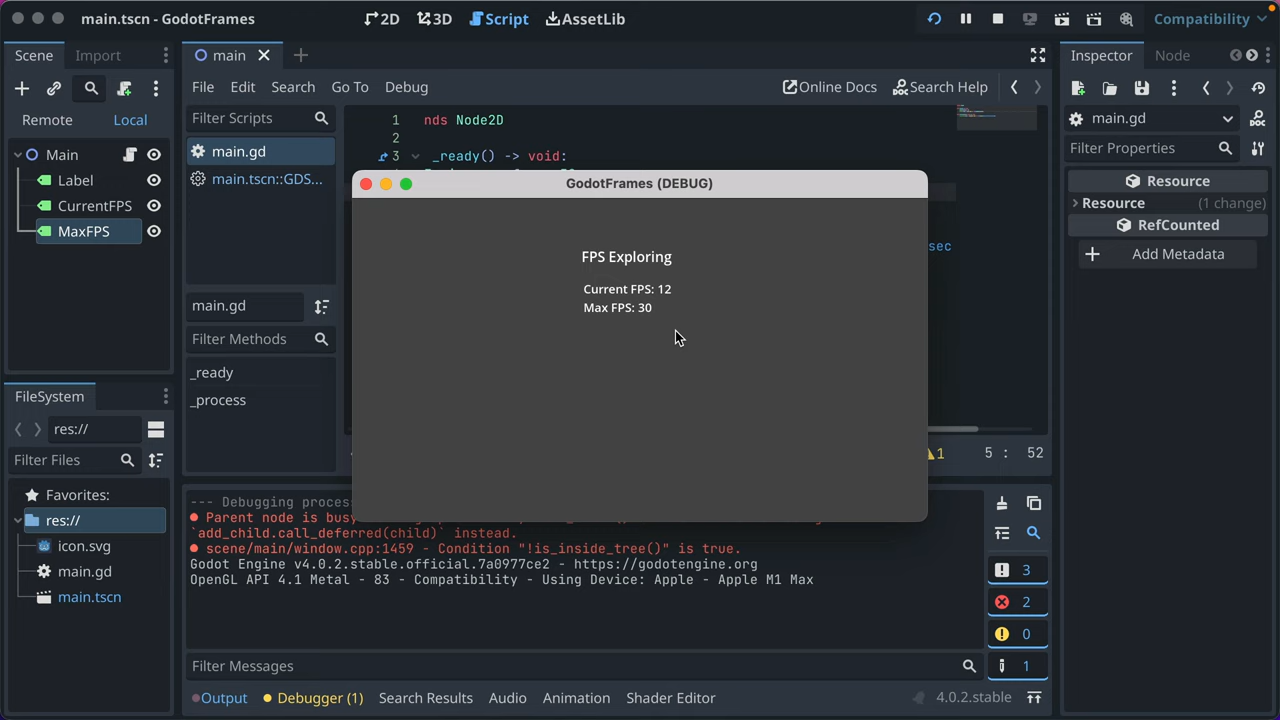 main.tscn - GodotFrames
2D
3D
Script
AssetLib
Compatibility
Scene
Import
main
Inspector
Node
File
Edit
Search
Go To
Debug
Online Docs
Search Help
Remote
Local
Filter Scripts
main.gd
Filter Properties
Main
Label
CurrentFPS
MaxFPS
main.gd
main.tscn::GDS...
1 nds Node2D
2
3 _ready() -> void:
sec
GodotFrames (DEBUG)
FPS Exploring
Current FPS: 12
Max FPS: 30
Resource
Resource (1 change)
RefCounted
Add Metadata
main.gd
Filter Methods
_ready
_process
1
5 : 52
FileSystem
res://
Filter Files
Favorites:
res://
icon.svg
main.gd
main.tscn
--- Debugging proces
Parent node is bus
`add_child.call_deferred(child)` instead.
scene/main/window.cpp:1459 - Condition "!is_inside_tree()" is true.
Godot Engine v4.0.2.stable.official.7a0977ce2 - https://godotengine.org
OpenGL API 4.1 Metal - 83 - Compatibility - Using Device: Apple - Apple M1 Max
3
2
0
1
Filter Messages
Output
Debugger (1)
Search Results
Audio
Animation
Shader Editor
4.0.2.stable